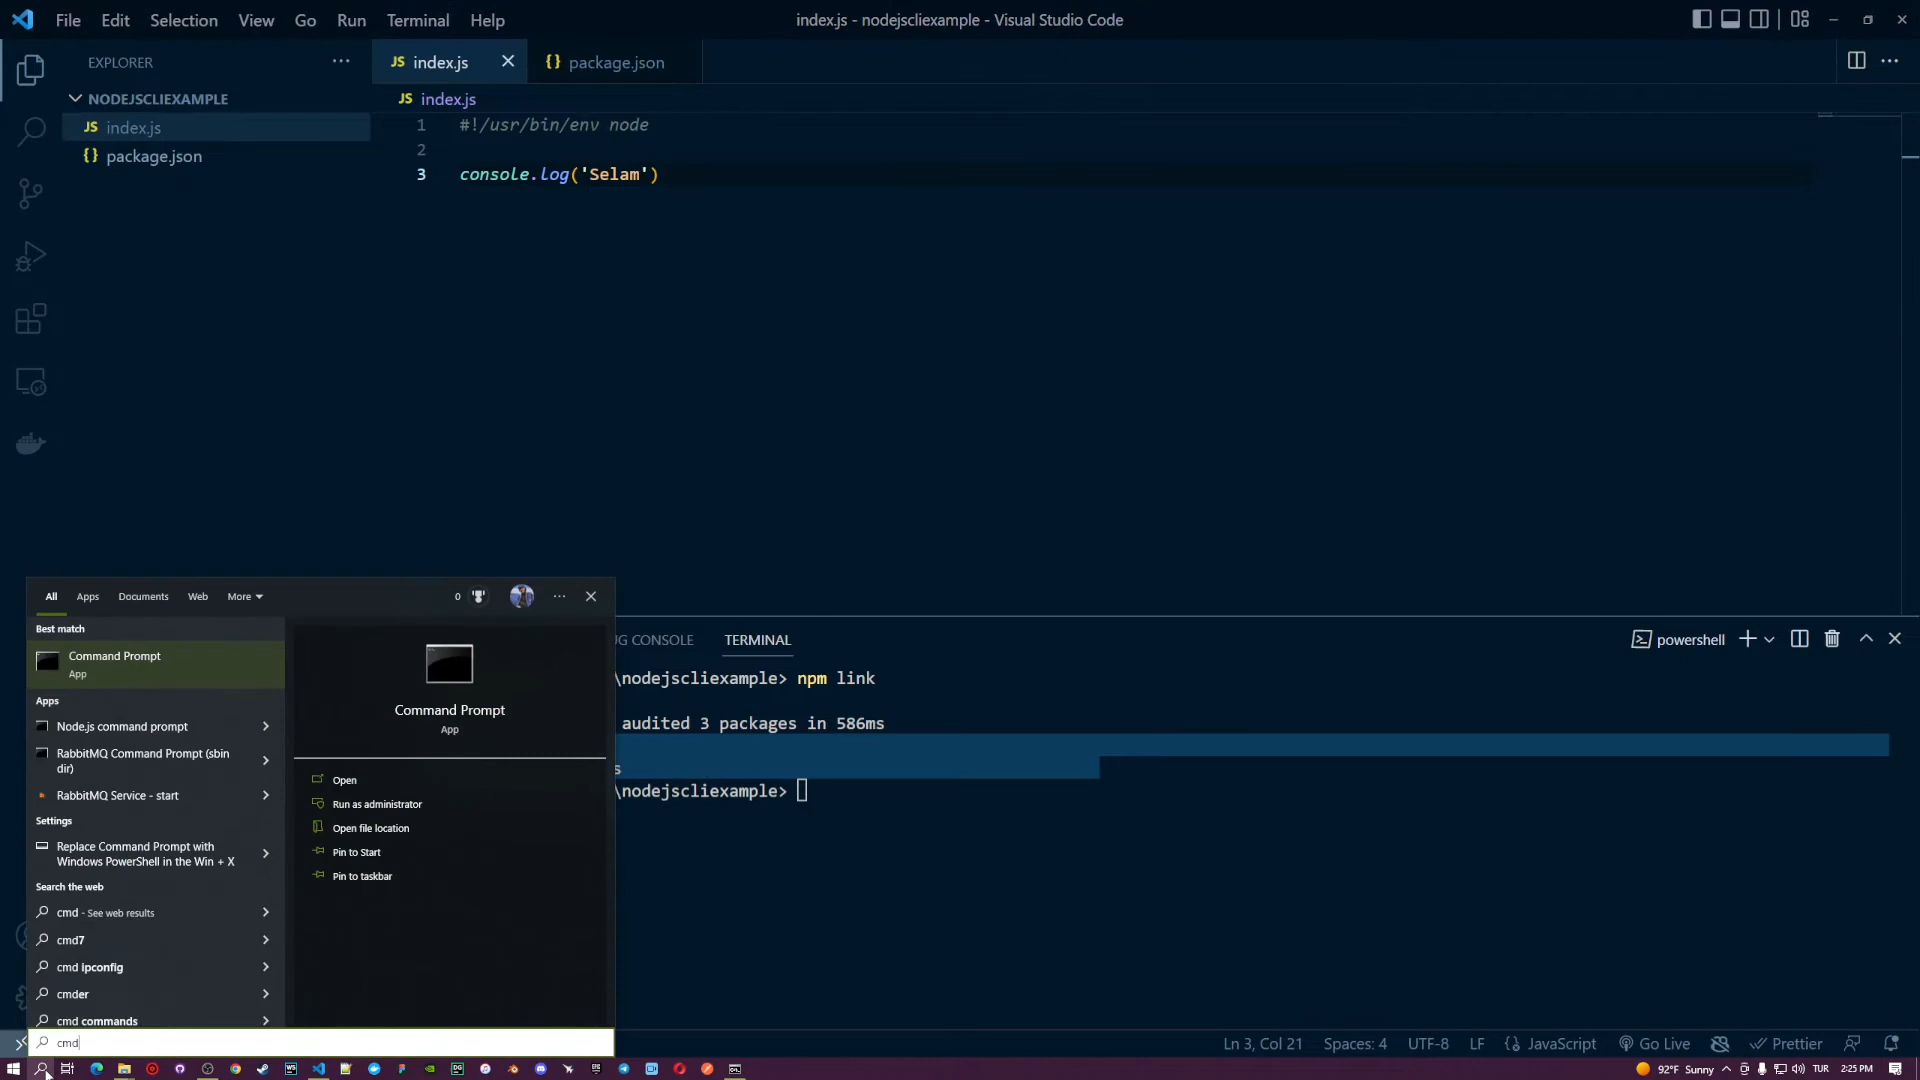 File Edit Selection View Go Run Terminal Help
index.js - nodejscliexample - Visual Studio Code
EXPLORER
NODEJSCLIEXAMPLE
JS index.js
{} package.json
JS index.js
{} package.json
JS index.js
1 #!/usr/bin/env node
2
3 console.log('Selam')
All Apps Documents Web More
0
Best match
Command Prompt
App
Apps
Node.js command prompt
RabbitMQ Command Prompt (sbin
dir)
RabbitMQ Service - start
Settings
Replace Command Prompt with
Windows PowerShell in the Win + X
Search the web
cmd - See web results
cmd7
cmd ipconfig
cmder
cmd commands
cmd
Command Prompt
App
Open
Run as administrator
Open file location
Pin to Start
Pin to taskbar
UG CONSOLE TERMINAL
powershell
\nodejscliexample> npm link
audited 3 packages in 586ms
s
\nodejscliexample>
Ln 3, Col 21 Spaces: 4 UTF-8 LF {} JavaScript Go Live Prettier
WS DG
92°F Sunny TUR 2:25 PM